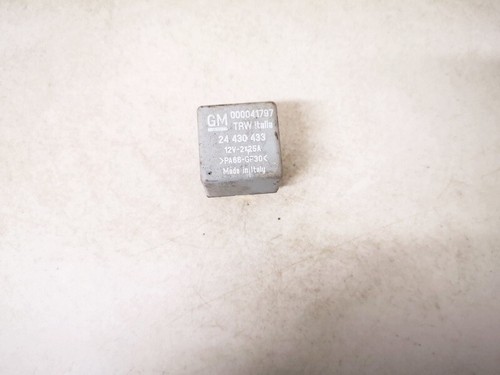 GM 000041797
TRW Italia
24 430 433
12V-2x25A
>PA66-GF30<
Made in Italy